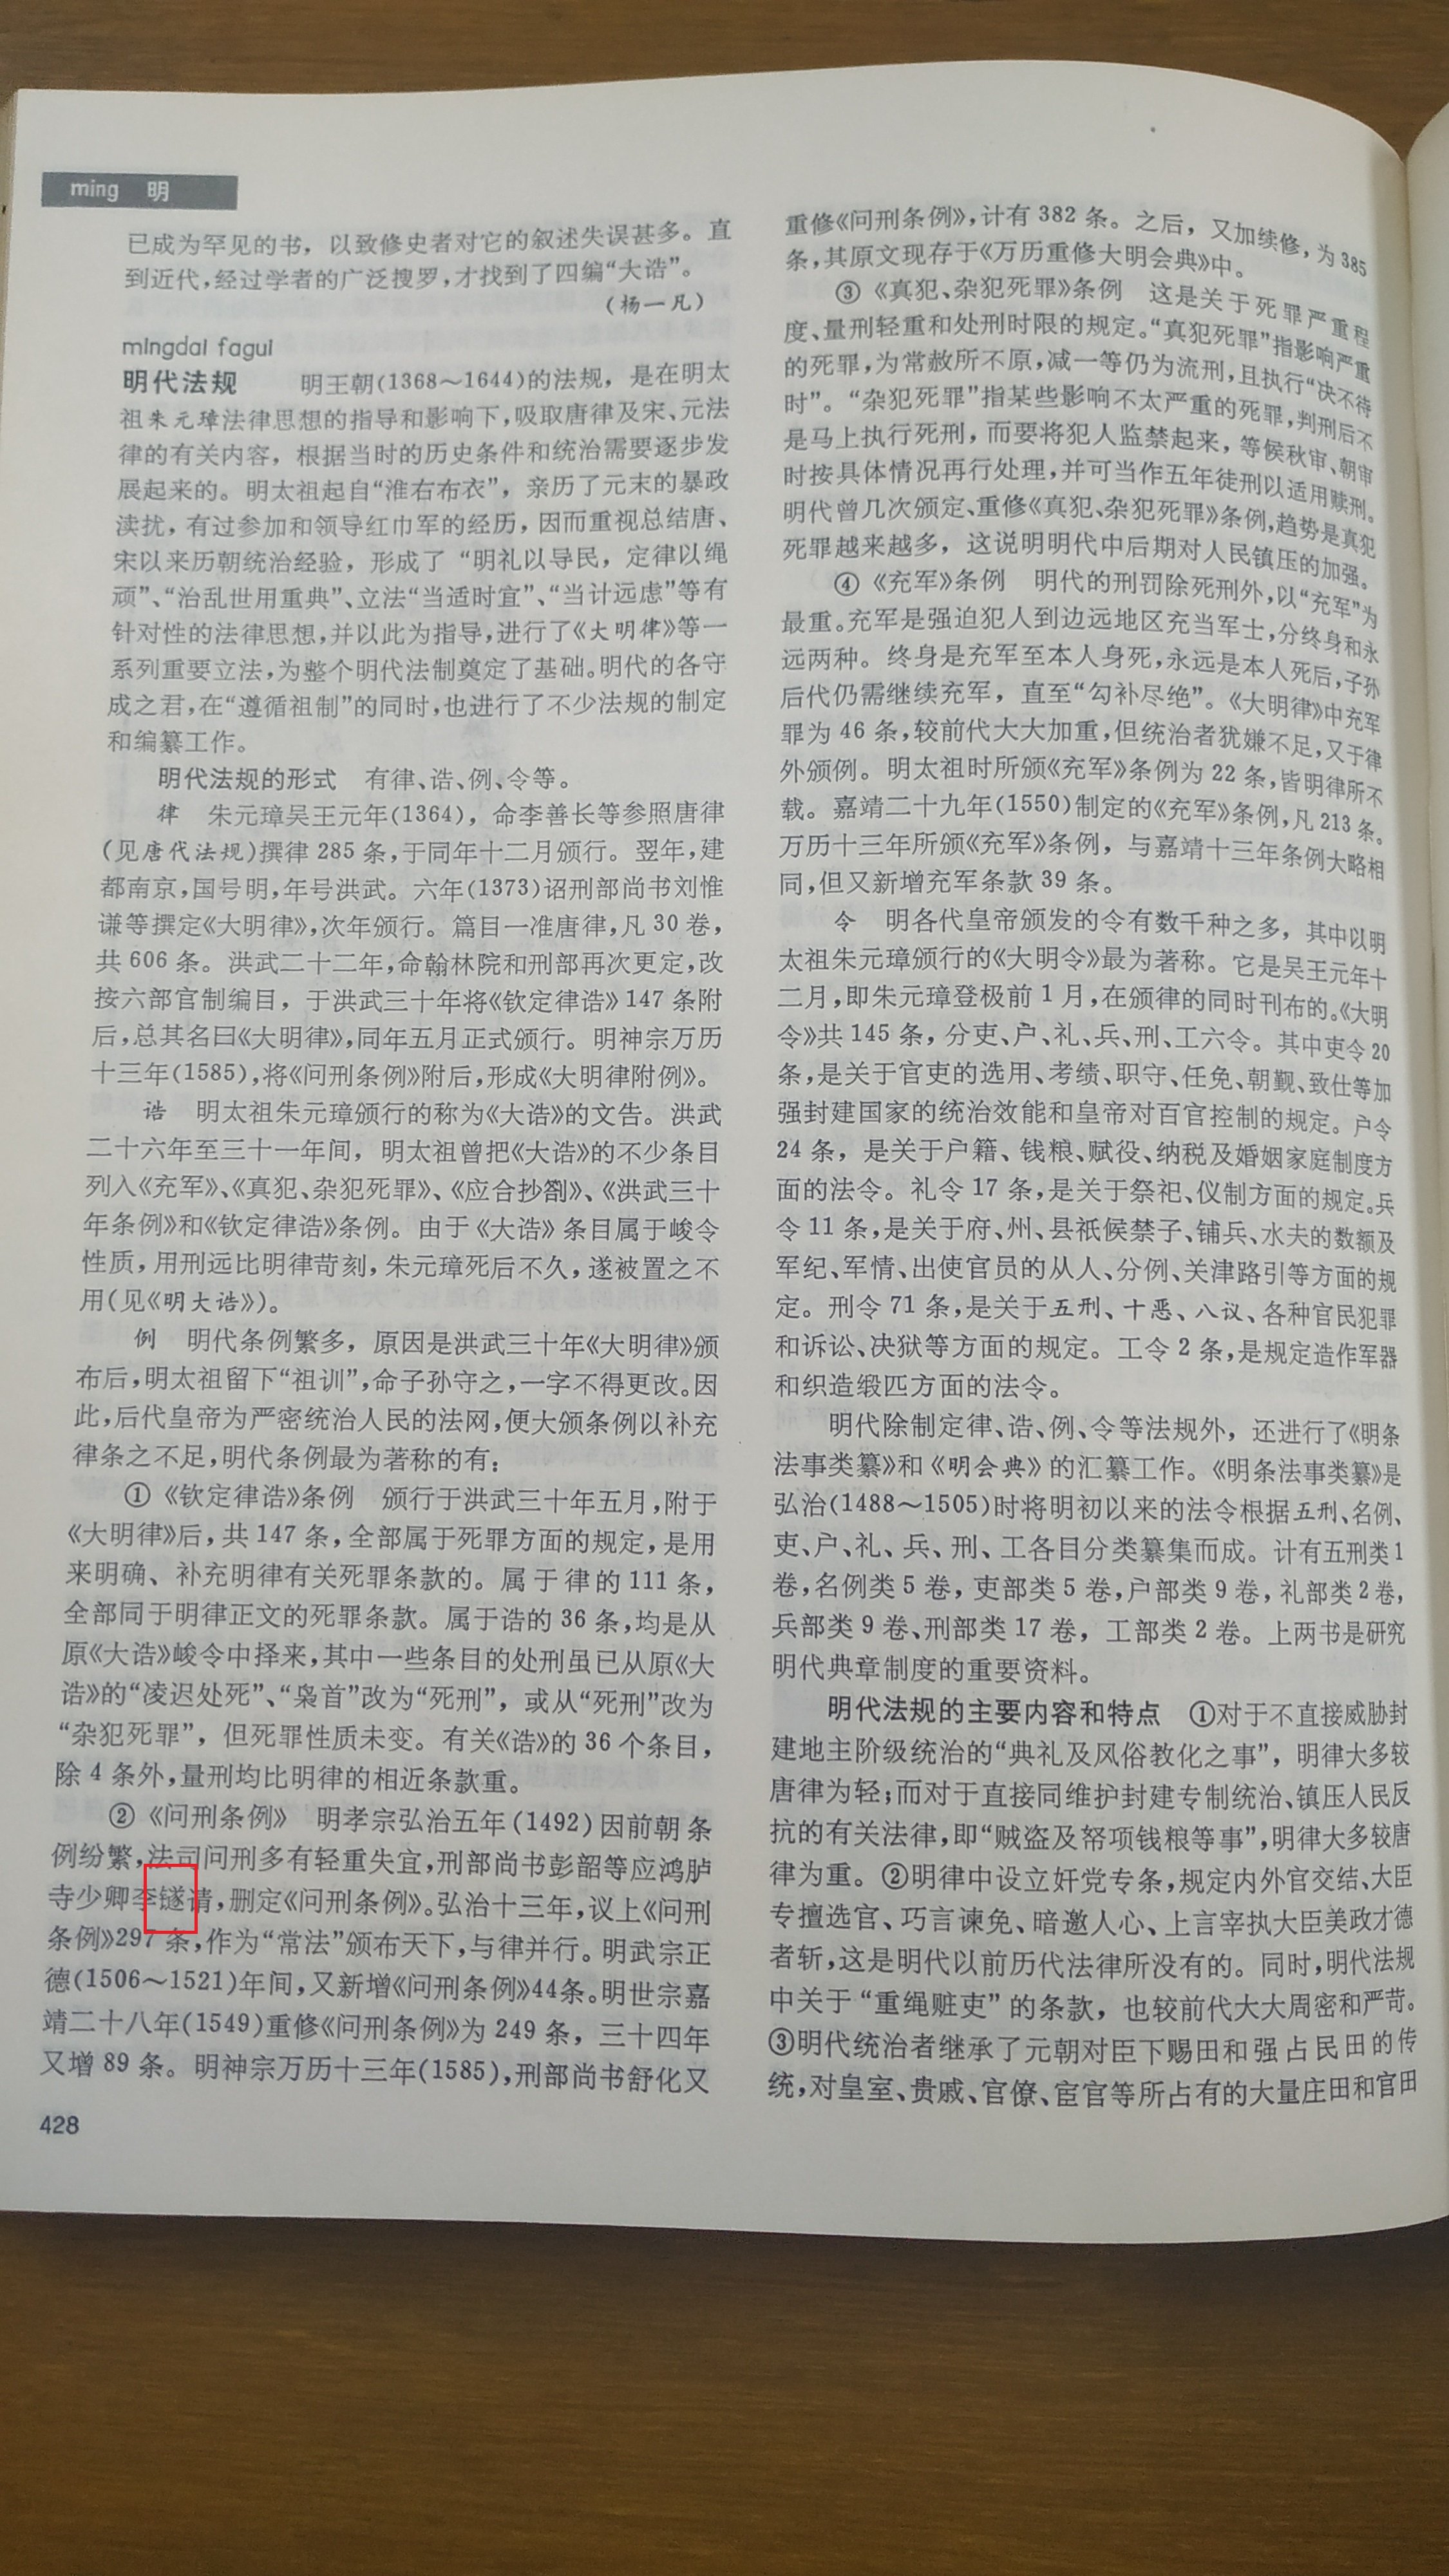 ming 明
已成为罕见的书，以致修史者对它的叙述失误甚多。直
到近代，经过学者的广泛搜罗，才找到了四编“大诰”。
（杨一凡）
mingdai fagui
明代法规 明王朝(1368～1644)的法规，是在明太
祖朱元璋法律思想的指导和影响下，吸取唐律及宋、元法
律的有关内容，根据当时的历史条件和统治需要逐步发
展起来的。明太祖起自“淮右布衣”，亲历了元末的暴政
渎扰，有过参加和领导红巾军的经历，因而重视总结唐、
宋以来历朝统治经验，形成了“明礼以导民，定律以绳
顽”、“治乱世用重典”、立法“当适时宜”、“当计远虑”等有
针对性的法律思想，并以此为指导，进行了《大明律》等一
系列重要立法，为整个明代法制奠定了基础。明代的各守
成之君，在“遵循祖制”的同时，也进行了不少法规的制定
和编纂工作。
明代法规的形式 有律、诰、例、令等。
律 朱元璋吴王元年(1364)，命李善长等参照唐律
(见唐代法规)撰律 285 条，于同年十二月颁行。翌年，建
都南京，国号明，年号洪武。六年(1373)诏刑部尚书刘惟
谦等撰定《大明律》，次年颁行。篇目一准唐律，凡 30 卷，
共 606 条。洪武二十二年，命翰林院和刑部再次更定，改
按六部官制编目，于洪武三十年将《钦定律诰》147 条附
后，总其名曰《大明律》，同年五月正式颁行。明神宗万历
十三年(1585)，将《问刑条例》附后，形成《大明律附例》。
诰 明太祖朱元璋颁行的称为《大诰》的文告。洪武
二十六年至三十一年间，明太祖曾把《大诰》的不少条目
列入《充军》、《真犯、杂犯死罪》、《应合抄劄》、《洪武三十
年条例》和《钦定律诰》条例。由于《大诰》条目属于峻令
性质，用刑远比明律苛刻，朱元璋死后不久，遂被置之不
用(见《明大诰》)。
例 明代条例繁多，原因是洪武三十年《大明律》颁
布后，明太祖留下“祖训”，命子孙守之，一字不得更改。因
此，后代皇帝为严密统治人民的法网，便大颁条例以补充
律条之不足，明代条例最为著称的有：
①《钦定律诰》条例 颁行于洪武三十年五月，附于
《大明律》后，共 147 条，全部属于死罪方面的规定，是用
来明确、补充明律有关死罪条款的。属于律的 111 条，
全部同于明律正文的死罪条款。属于诰的 36 条，均是从
原《大诰》峻令中择来，其中一些条目的处刑虽已从原《大
诰》的“凌迟处死”、“枭首”改为“死刑”，或从“死刑”改为
“杂犯死罪”，但死罪性质未变。有关《诰》的 36 个条目，
除 4 条外，量刑均比明律的相近条款重。
②《问刑条例》 明孝宗弘治五年(1492)因前朝条
例纷繁，法司问刑多有轻重失宜，刑部尚书彭韶等应鸿胪
寺少卿李鐩请，删定《问刑条例》。弘治十三年，议上《问刑
条例》297 条，作为“常法”颁布天下，与律并行。明武宗正
德(1506～1521)年间，又新增《问刑条例》44条。明世宗嘉
靖二十八年(1549)重修《问刑条例》为 249 条，三十四年
又增 89 条。明神宗万历十三年(1585)，刑部尚书舒化又
428
重修《问刑条例》，计有 382 条。之后，又加续修，为 385
条，其原文现存于《万历重修大明会典》中。
③《真犯、杂犯死罪》条例 这是关于死罪严重程
度、量刑轻重和处刑时限的规定。“真犯死罪”指影响严重
的死罪，为常赦所不原，减一等仍为流刑，且执行“决不待
时”。“杂犯死罪”指某些影响不太严重的死罪，判刑后不
是马上执行死刑，而要将犯人监禁起来，等候秋审、朝审
时按具体情况再行处理，并可当作五年徒刑以适用赎刑。
明代曾几次颁定、重修《真犯、杂犯死罪》条例，趋势是真犯
死罪越来越多，这说明明代中后期对人民镇压的加强。
④《充军》条例 明代的刑罚除死刑外，以“充军”为
最重。充军是强迫犯人到边远地区充当军士，分终身和永
远两种。终身是充军至本人身死，永远是本人死后，子孙
后代仍需继续充军，直至“勾补尽绝”。《大明律》中充军
罪为 46 条，较前代大大加重，但统治者犹嫌不足，又于律
外颁例。明太祖时所颁《充军》条例为 22 条，皆明律所不
载。嘉靖二十九年(1550)制定的《充军》条例，凡 213 条。
万历十三年所颁《充军》条例，与嘉靖十三年条例大略相
同，但又新增充军条款 39 条。
令 明各代皇帝颁发的令有数千种之多，其中以明
太祖朱元璋颁行的《大明令》最为著称。它是吴王元年十
二月，即朱元璋登极前 1 月，在颁律的同时刊布的。《大明
令》共 145 条，分吏、户、礼、兵、刑、工六令。其中吏令 20
条，是关于官吏的选用、考绩、职守、任免、朝觐、致仕等加
强封建国家的统治效能和皇帝对百官控制的规定。户令
24 条，是关于户籍、钱粮、赋役、纳税及婚姻家庭制度方
面的法令。礼令 17 条，是关于祭祀、仪制方面的规定。兵
令 11 条，是关于府、州、县祇候禁子、铺兵、水夫的数额及
军纪、军情、出使官员的从人、分例、关津路引等方面的规
定。刑令 71 条，是关于五刑、十恶、八议、各种官民犯罪
和诉讼、决狱等方面的规定。工令 2 条，是规定造作军器
和织造缎匹方面的法令。
明代除制定律、诰、例、令等法规外，还进行了《明条
法事类纂》和《明会典》的汇纂工作。《明条法事类纂》是
弘治(1488～1505)时将明初以来的法令根据五刑、名例、
吏、户、礼、兵、刑、工各目分类纂集而成。计有五刑类 1
卷，名例类 5 卷，吏部类 5 卷，户部类 9 卷，礼部类 2 卷，
兵部类 9 卷、刑部类 17 卷，工部类 2 卷。上两书是研究
明代典章制度的重要资料。
明代法规的主要内容和特点 ①对于不直接威胁封
建地主阶级统治的“典礼及风俗教化之事”，明律大多较
唐律为轻；而对于直接同维护封建专制统治、镇压人民反
抗的有关法律，即“贼盗及帑项钱粮等事”，明律大多较唐
律为重。②明律中设立奸党专条，规定内外官交结、大臣
专擅选官、巧言谏免、暗邀人心、上言宰执大臣美政才德
者斩，这是明代以前历代法律所没有的。同时，明代法规
中关于“重绳赃吏”的条款，也较前代大大周密和严苛。
③明代统治者继承了元朝对臣下赐田和强占民田的传
统，对皇室、贵戚、官僚、宦官等所占有的大量庄田和官田